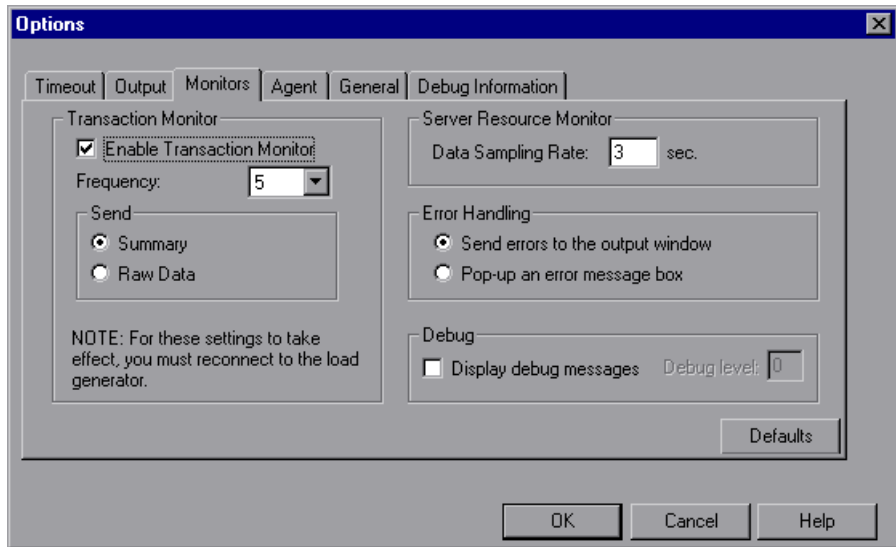 Options
Timeout Output Monitors Agent General Debug Information
Transaction Monitor
Enable Transaction Monitor
Frequency: 5
Send
Summary
Raw Data
NOTE: For these settings to take
effect, you must reconnect to the load
generator.
Server Resource Monitor
Data Sampling Rate: 3 sec.
Error Handling
Send errors to the output window
Pop-up an error message box
Debug
Display debug messages Debug level: 0
Defaults
OK Cancel Help